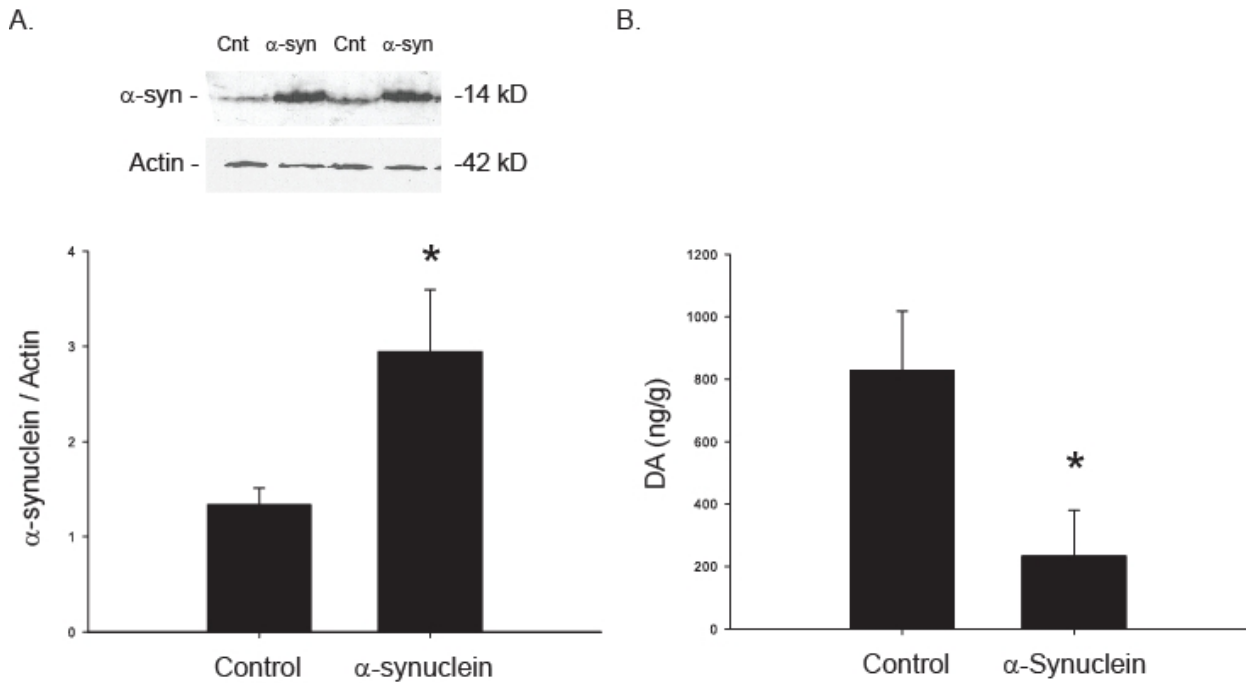 A.
Cnt α-syn Cnt α-syn
α-syn - -14 kD
Actin - -42 kD
4
3
2
1
0
α-synuclein / Actin
*
Control α-synuclein
B.
1200
1000
800
600
400
200
0
DA (ng/g)
*
Control α-Synuclein